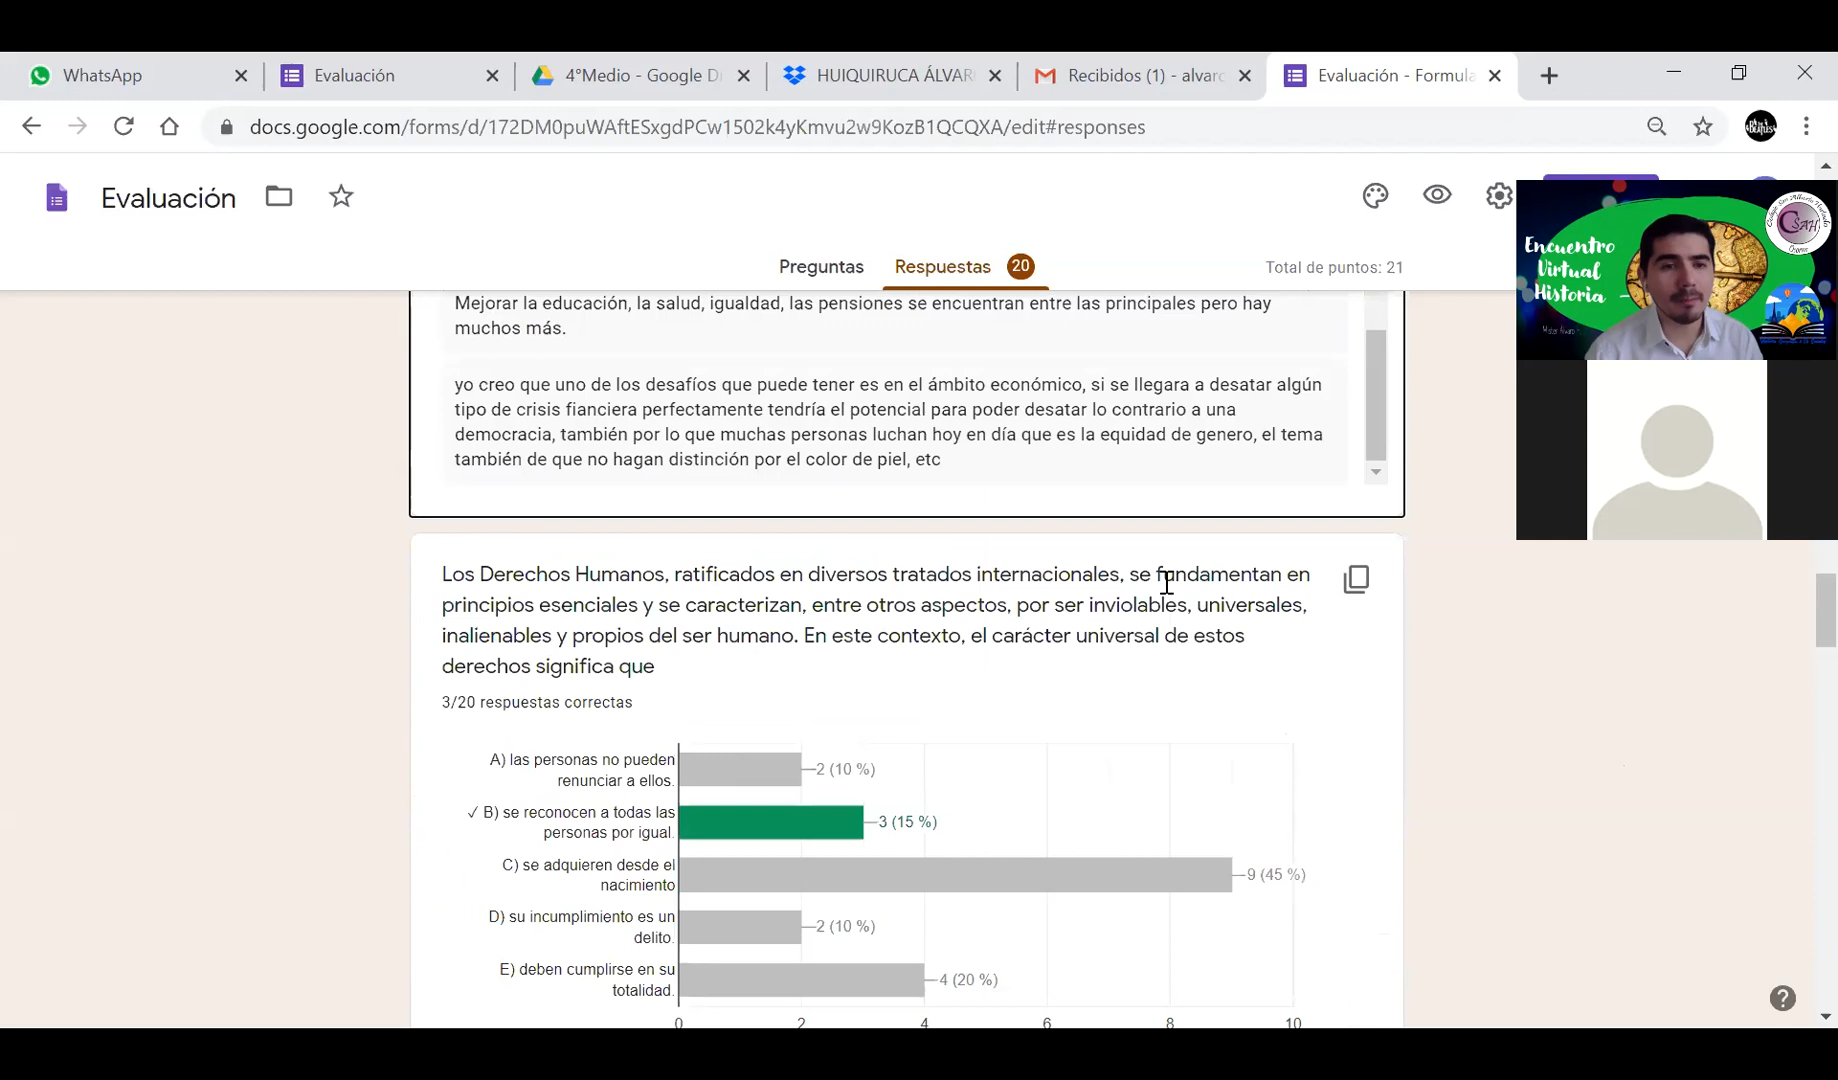 WhatsApp
Evaluación
4°Medio - Google D
HUIQUIRUCA ÁLVAR
Recibidos (1) - alvaro
Evaluación - Formula
docs.google.com/forms/d/172DM0puWAftESxgdPCw1502k4yKmvu2w9KozB1QCQXA/edit#responses
Evaluación
Preguntas
Respuestas
20
Total de puntos: 21
Encuentro
Virtual
Historia
CSAH
Mejorar la educación, la salud, igualdad, las pensiones se encuentran entre las principales pero hay
muchos más.
yo creo que uno de los desafíos que puede tener es en el ámbito económico, si se llegara a desatar algún
tipo de crisis fianciera perfectamente tendría el potencial para poder desatar lo contrario a una
democracia, también por lo que muchas personas luchan hoy en día que es la equidad de genero, el tema
también de que no hagan distinción por el color de piel, etc
Los Derechos Humanos, ratificados en diversos tratados internacionales, se fundamentan en
principios esenciales y se caracterizan, entre otros aspectos, por ser inviolables, universales,
inalienables y propios del ser humano. En este contexto, el carácter universal de estos
derechos significa que
3/20 respuestas correctas
A) las personas no pueden
renunciar a ellos.
2 (10 %)
✓ B) se reconocen a todas las
personas por igual.
3 (15 %)
C) se adquieren desde el
nacimiento
9 (45 %)
D) su incumplimiento es un
delito.
2 (10 %)
E) deben cumplirse en su
totalidad.
4 (20 %)
0 2 4 6 8 10